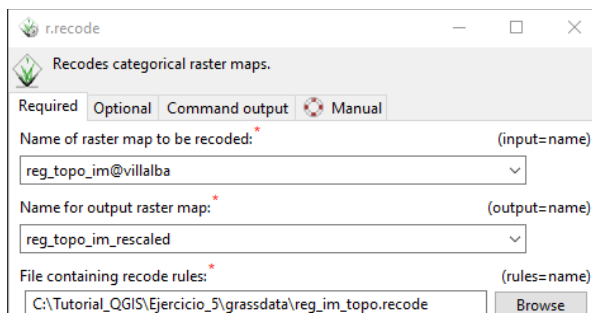 r.recode
Recodes categorical raster maps.
Required Optional Command output Manual
Name of raster map to be recoded:* (input=name)
reg_topo_im@villalba
Name for output raster map:* (output=name)
reg_topo_im_rescaled
File containing recode rules:* (rules=name)
C:\Tutorial_QGIS\Ejercicio_5\grassdata\reg_im_topo.recode Browse